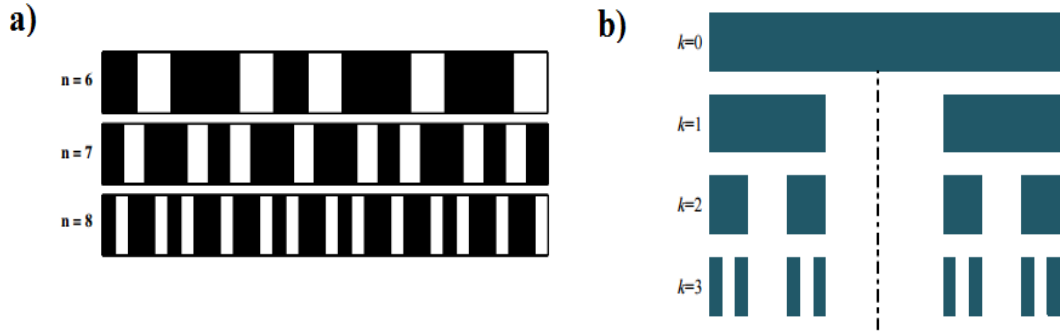 a)
n = 6
n = 7
n = 8
b)
k=0
k=1
k=2
k=3